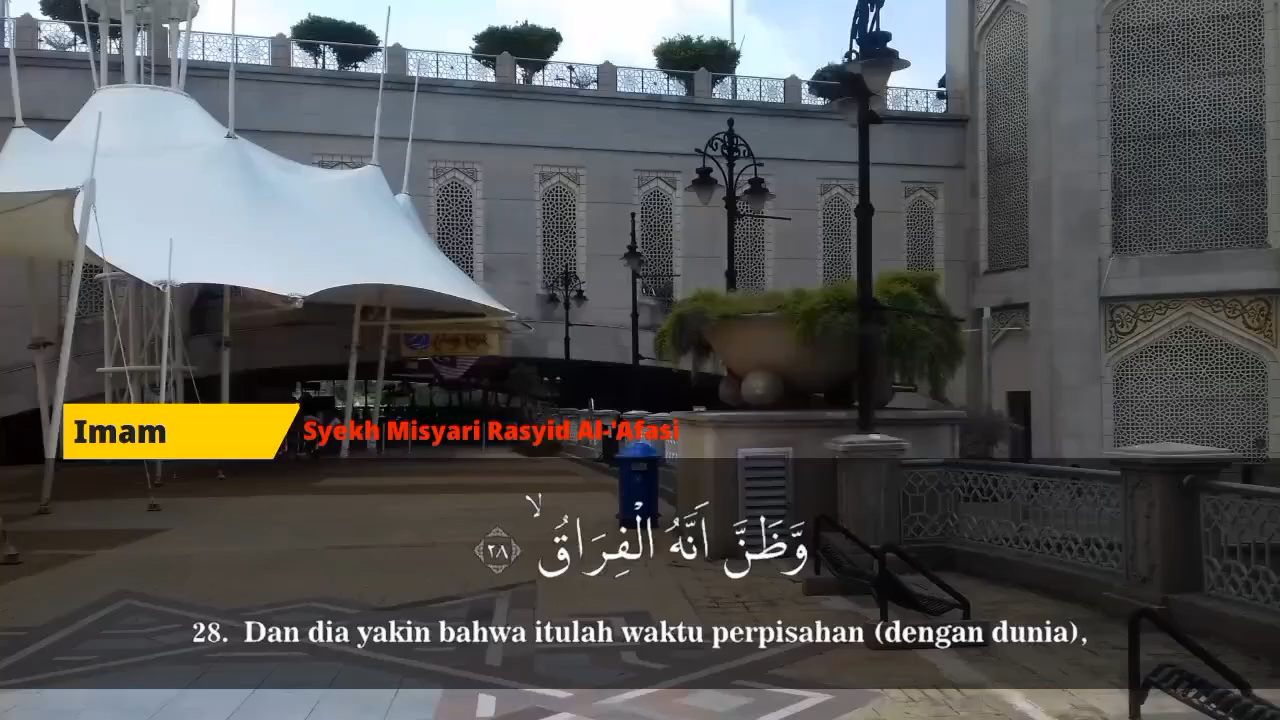 Imam
Syekh Misyari Rasyid Al-'Afasi
وَّظَنَّ اَنَّهُ الْفِرَاقُۙ ٢٨
28. Dan dia yakin bahwa itulah waktu perpisahan (dengan dunia),